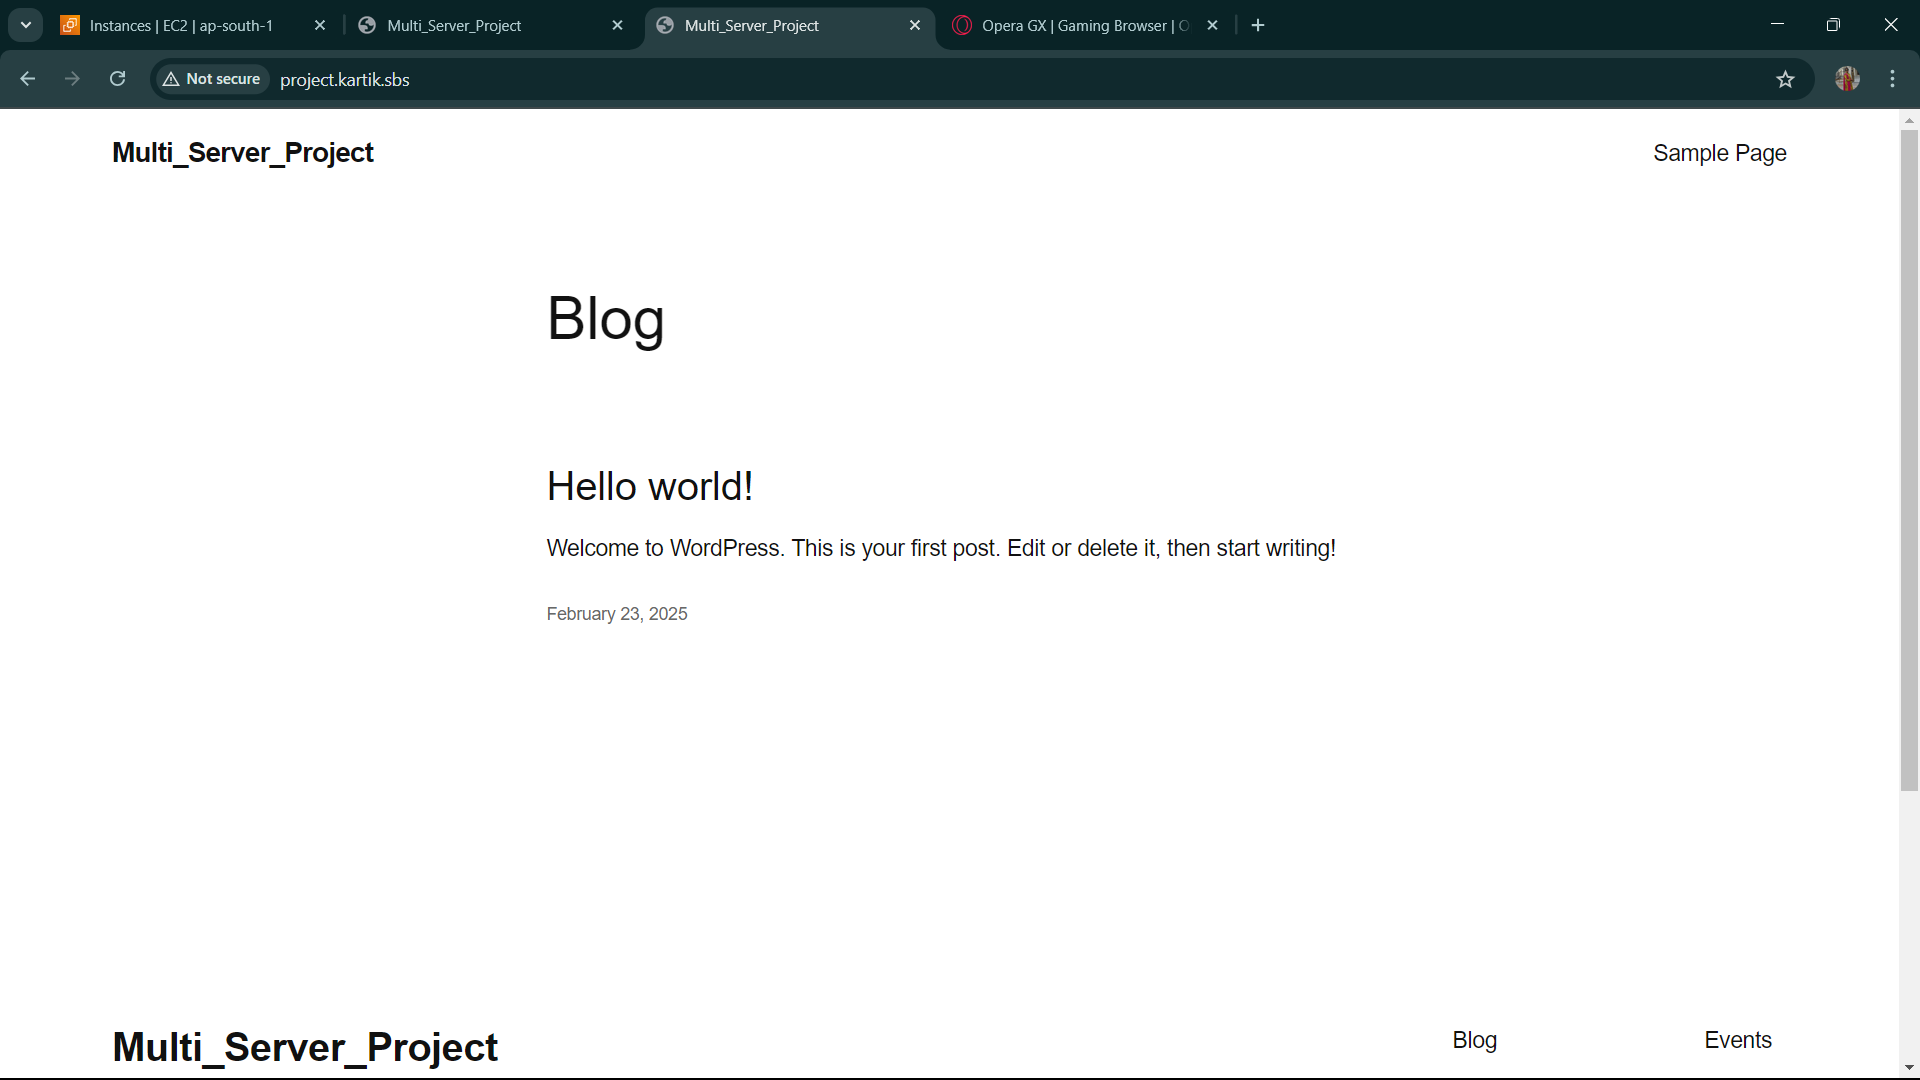 Instances | EC2 | ap-south-1
Multi_Server_Project
Multi_Server_Project
Opera GX | Gaming Browser | O
Not secure
project.kartik.sbs
Multi_Server_Project
Sample Page
Blog
Hello world!
Welcome to WordPress. This is your first post. Edit or delete it, then start writing!
February 23, 2025
Multi_Server_Project
Blog
Events